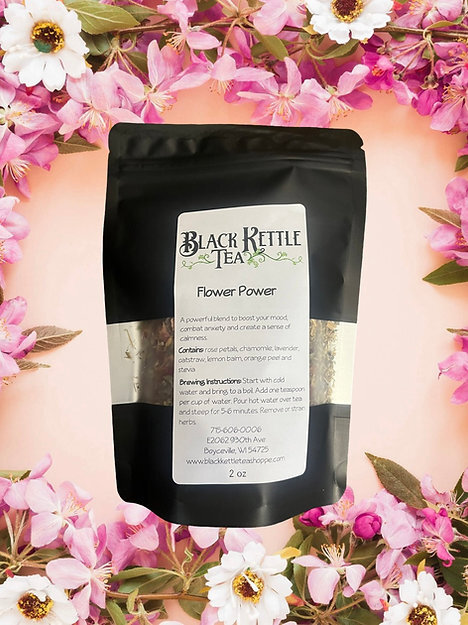 BLACK KETTLE
TEA
Flower Power
A powerful blend to boost your mood,
combat anxiety and create a sense of
calmness.
Contains: rose petals, chamomile, lavender,
catstraw, lemon balm, orange peel and
stevia.
Brewing Instructions: Start with cold
water and bring to a boil. Add one teaspoon
per cup of water. Pour hot water over tea
and steep for 5-6 minutes. Remove or strain
herbs.
715-606-0006
E2062 930th Ave
Boyceville, WI 54725
www.blackkettleteashoppe.com
2 oz